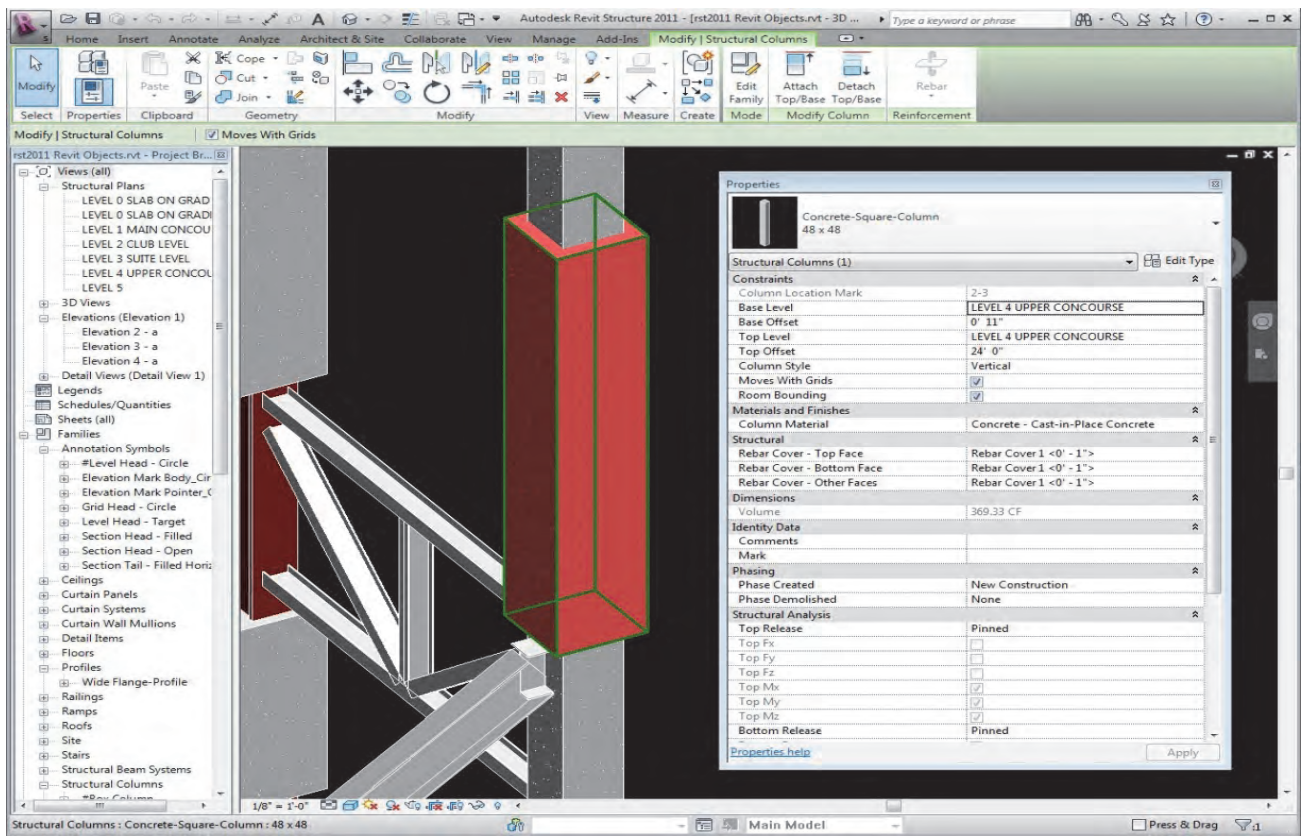 Autodesk Revit Structure 2011 - [rst2011 Revit Objects.rvt - 3D ...
Type a keyword or phrase
Home Insert Annotate Analyze Architect & Site Collaborate View Manage Add-Ins Modify | Structural Columns
Modify
Paste
Cope
Cut
Join
Edit Family
Attach Top/Base
Detach Top/Base
Rebar
Select Properties Clipboard Geometry Modify View Measure Create Mode Modify Column Reinforcement
Modify | Structural Columns Moves With Grids
rst2011 Revit Objects.rvt - Project Br...
Views (all)
Structural Plans
LEVEL 0 SLAB ON GRAD
LEVEL 0 SLAB ON GRADI
LEVEL 1 MAIN CONCOU
LEVEL 2 CLUB LEVEL
LEVEL 3 SUITE LEVEL
LEVEL 4 UPPER CONCOL
LEVEL 5
3D Views
Elevations (Elevation 1)
Elevation 2 - a
Elevation 3 - a
Elevation 4 - a
Detail Views (Detail View 1)
Legends
Schedules/Quantities
Sheets (all)
Families
Annotation Symbols
#Level Head - Circle
Elevation Mark Body_Cir
Elevation Mark Pointer_C
Grid Head - Circle
Level Head - Target
Section Head - Filled
Section Head - Open
Section Tail - Filled Horiz
Ceilings
Curtain Panels
Curtain Systems
Curtain Wall Mullions
Detail Items
Floors
Profiles
Wide Flange-Profile
Railings
Ramps
Roofs
Site
Stairs
Structural Beam Systems
Structural Columns
Properties
Concrete-Square-Column
48 x 48
Structural Columns (1) Edit Type
Constraints
Column Location Mark 2-3
Base Level LEVEL 4 UPPER CONCOURSE
Base Offset 0' 11"
Top Level LEVEL 4 UPPER CONCOURSE
Top Offset 24' 0"
Column Style Vertical
Moves With Grids
Room Bounding
Materials and Finishes
Column Material Concrete - Cast-in-Place Concrete
Structural
Rebar Cover - Top Face Rebar Cover 1 <0' - 1">
Rebar Cover - Bottom Face Rebar Cover 1 <0' - 1">
Rebar Cover - Other Faces Rebar Cover 1 <0' - 1">
Dimensions
Volume 369.33 CF
Identity Data
Comments
Mark
Phasing
Phase Created New Construction
Phase Demolished None
Structural Analysis
Top Release Pinned
Top Fx
Top Fy
Top Fz
Top Mx
Top My
Top Mz
Bottom Release Pinned
Properties help Apply
1/8" = 1'-0"
Structural Columns : Concrete-Square-Column : 48 x 48
Main Model
Press & Drag
:1